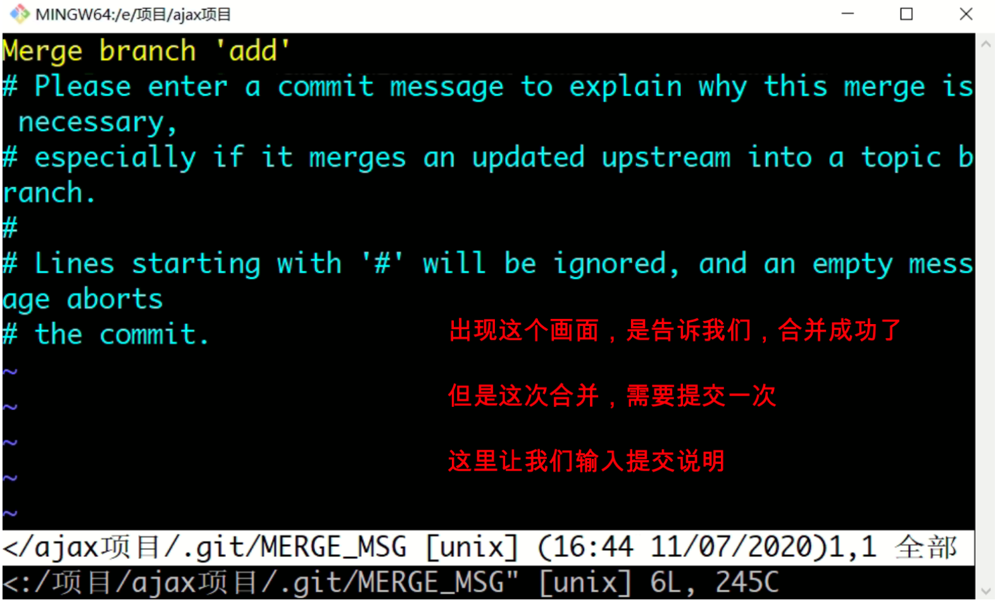 MINGW64:/e/项目/ajax项目
Merge branch 'add'
# Please enter a commit message to explain why this merge is
 necessary,
# especially if it merges an updated upstream into a topic b
ranch.
#
# Lines starting with '#' will be ignored, and an empty mess
age aborts
# the commit.
出现这个画面，是告诉我们，合并成功了
~
但是这次合并，需要提交一次
~
~
这里让我们输入提交说明
~
~
</ajax项目/.git/MERGE_MSG [unix] (16:44 11/07/2020)1,1 全部
<:/项目/ajax项目/.git/MERGE_MSG" [unix] 6L, 245C